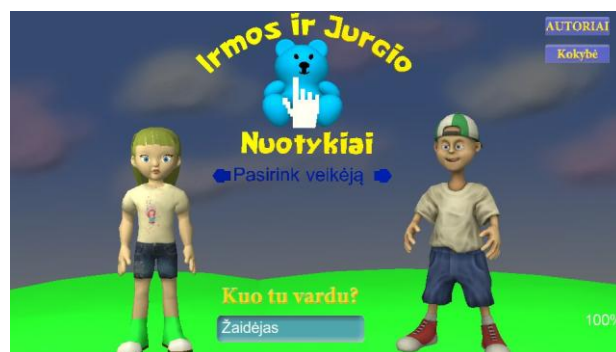 Irmos ir Jurgio
Nuotykiai
AUTORIAI
Kokybė
Pasirink veikėją
Kuo tu vardu?
Žaidėjas
100%